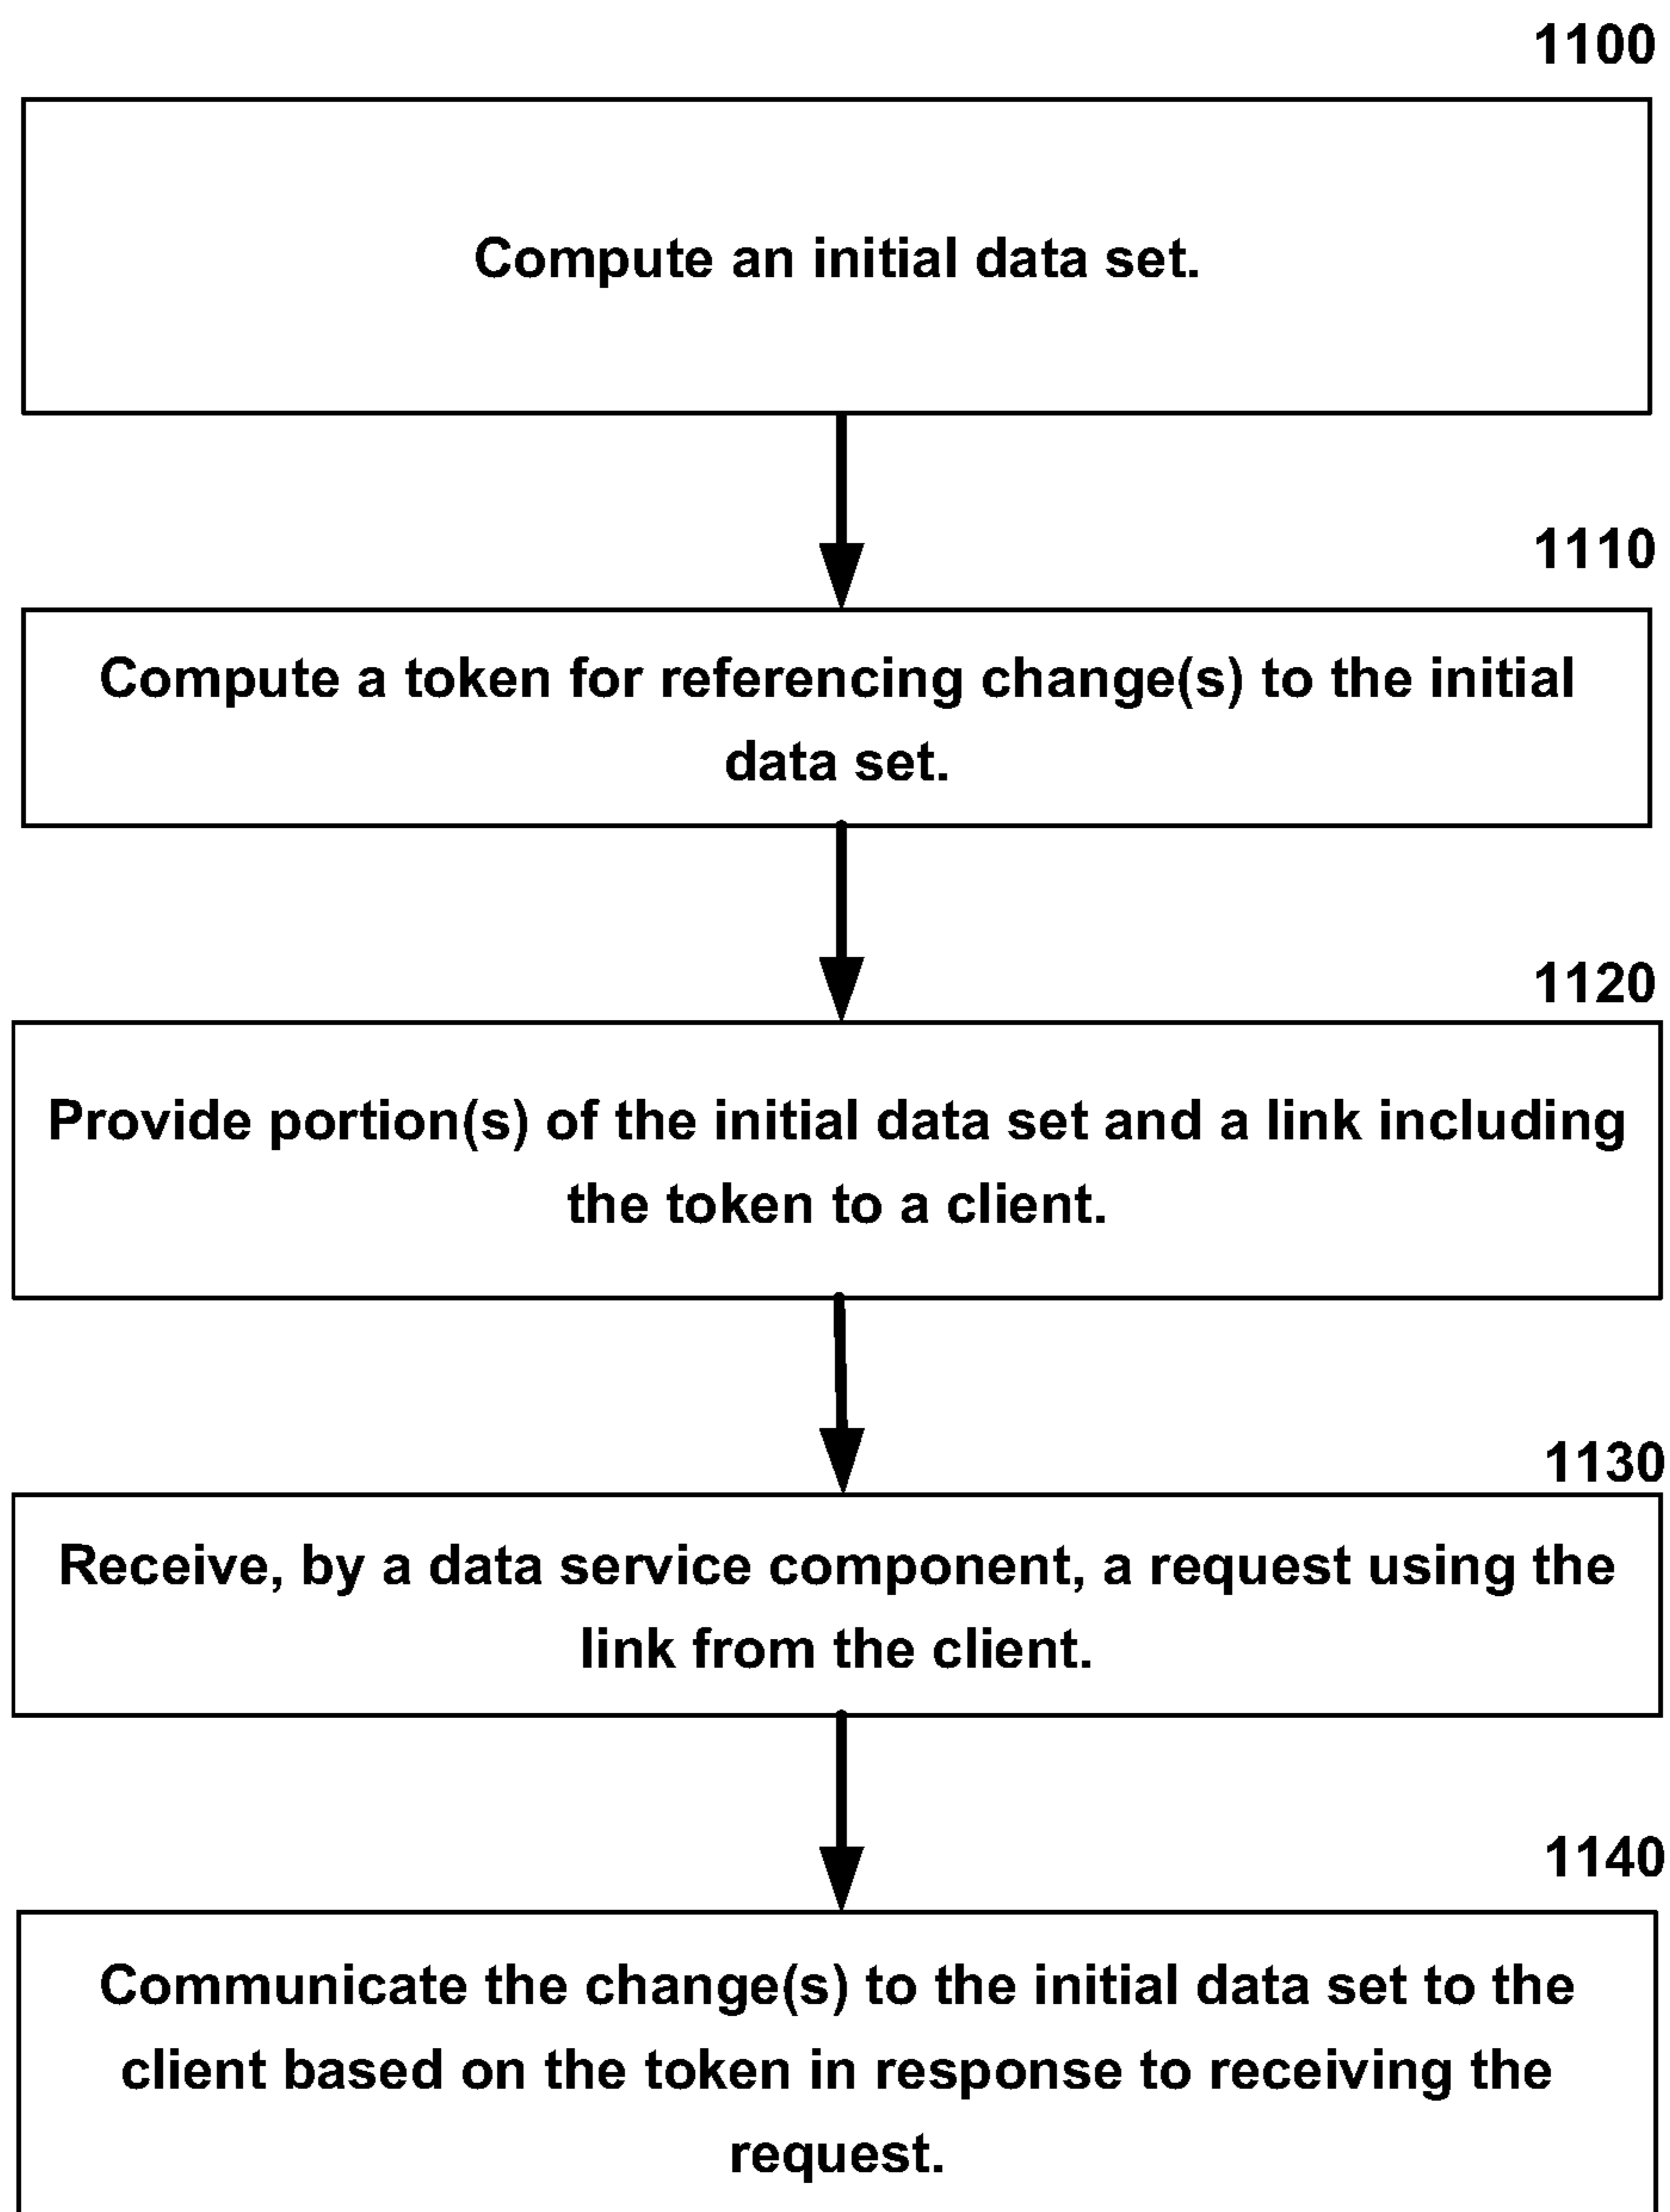 1100
Compute an initial data set.
1110
Compute a token for referencing change(s) to the initial
data set.
1120
Provide portion(s) of the initial data set and a link including
the token to a client.
1130
Receive, by a data service component, a request using the
link from the client.
1140
Communicate the change(s) to the initial data set to the
client based on the token in response to receiving the
request.